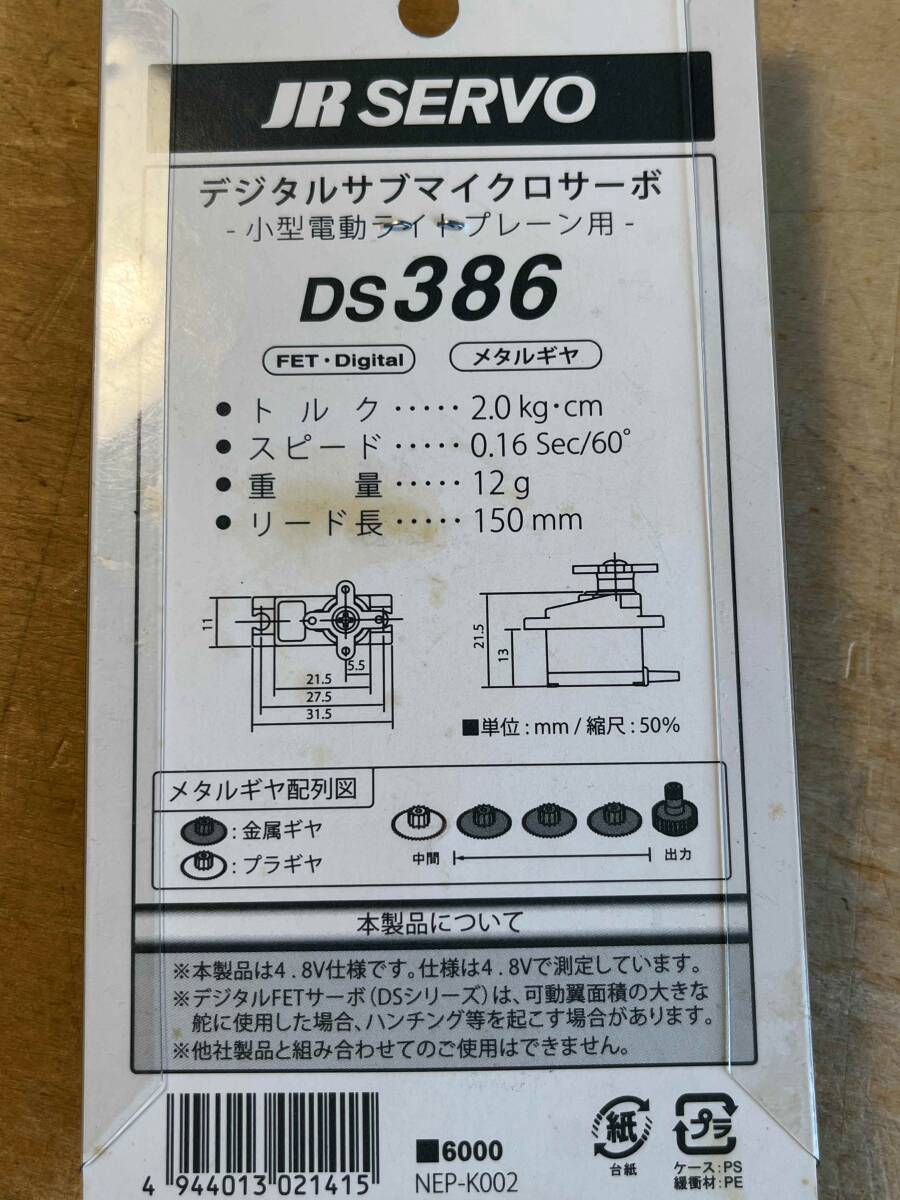 JR SERVO
デジタルサブマイクロサーボ
- 小型電動ライトプレーン用 -
DS386
FET・Digital
メタルギヤ
● トルク ····· 2.0 kg･cm
● スピード ····· 0.16 Sec/60°
● 重量 ····· 12 g
● リード長 ····· 150 mm
11
5.5
21.5
27.5
31.5
21.5
13
■単位 : mm / 縮尺 : 50%
メタルギヤ配列図
: 金属ギヤ
: プラギヤ
中間
出力
本製品について
※本製品は4.8V仕様です。仕様は4.8Vで測定しています。
※デジタルFETサーボ(DSシリーズ)は、可動翼面積の大きな
舵に使用した場合、ハンチング等を起こす場合があります。
※他社製品と組み合わせてのご使用はできません。
4 944013 021415
■6000
NEP-K002
紙
台紙
プラ
ケース : PS
緩衝材 : PE